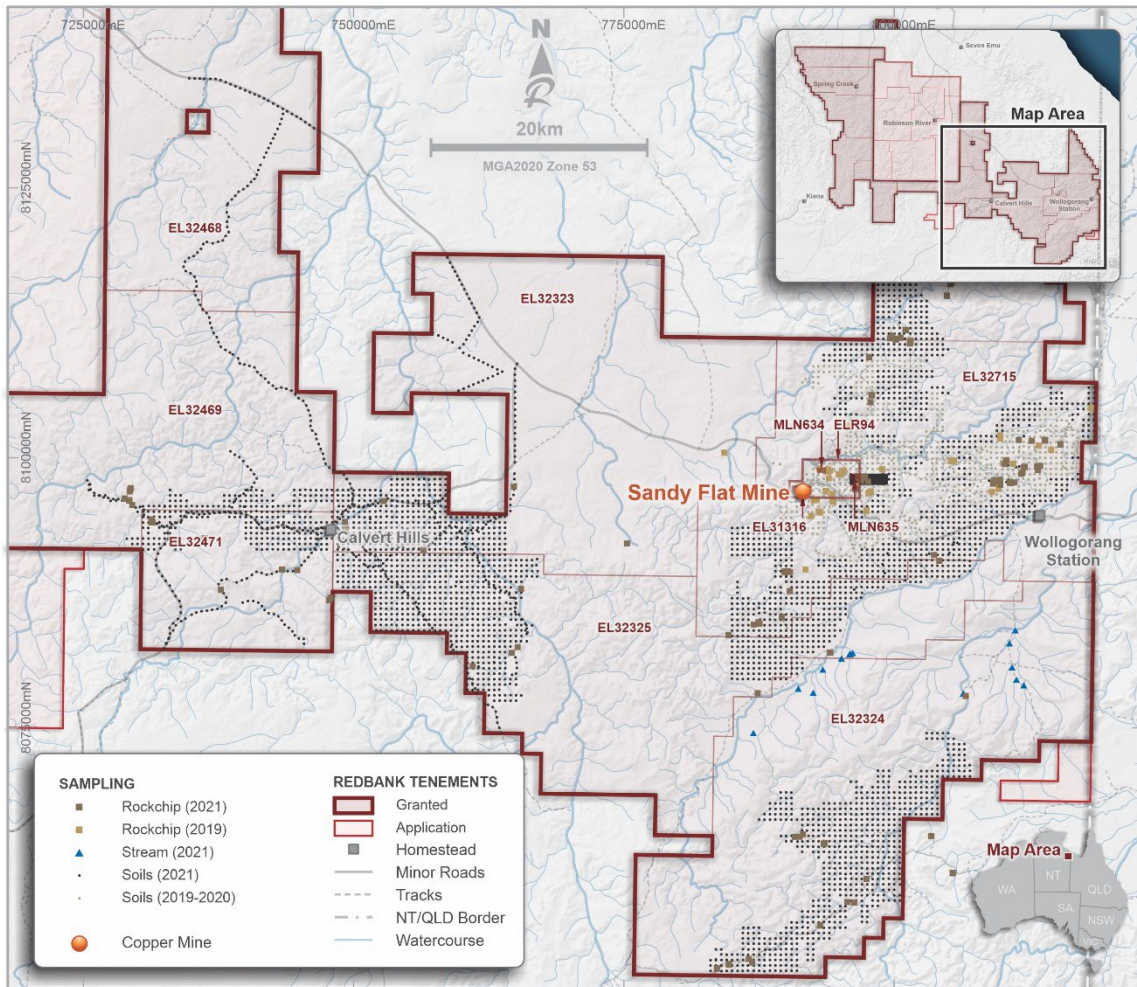 725000mE
750000mE
775000mE
800000mE
N
20km
MGA2020 Zone 53
8125000mN
8100000mN
8075000mN
Seven Emu
Spring Creek
Robinson River
Map Area
Kiana
Calvert Hills
Wollogorang
Station
EL32468
EL32323
EL32469
EL32715
MLN634
ELR94
Sandy Flat Mine
EL31316
MLN635
EL32471
Calvert Hills
Wollogorang
Station
EL32325
EL32324
SAMPLING
Rockchip (2021)
Rockchip (2019)
Stream (2021)
Soils (2021)
Soils (2019-2020)
Copper Mine
REDBANK TENEMENTS
Granted
Application
Homestead
Minor Roads
Tracks
NT/QLD Border
Watercourse
Map Area
WA
NT
QLD
SA
NSW